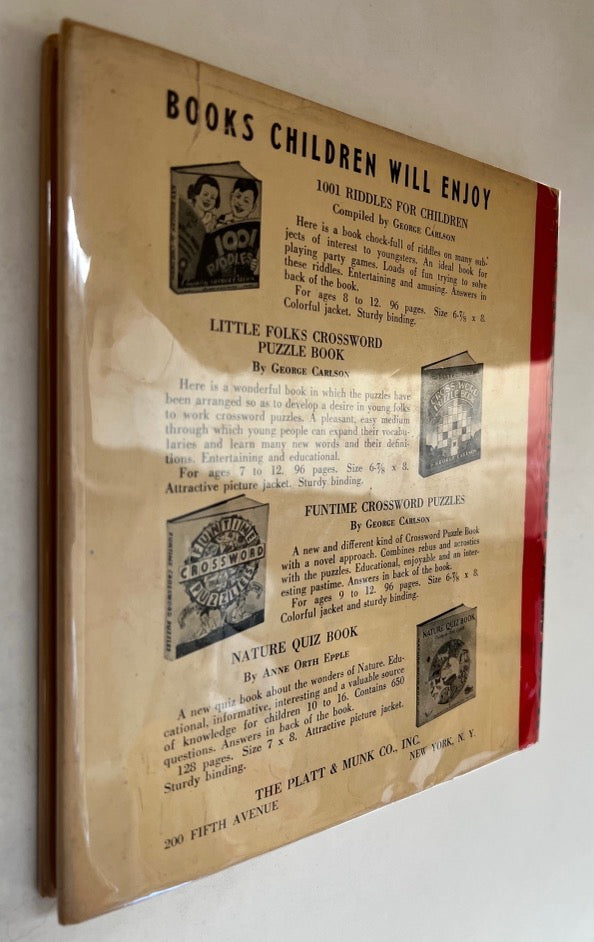 BOOKS CHILDREN WILL ENJOY
1001 RIDDLES FOR CHILDREN
Compiled by GEORGE CARLSON
Here is a book chock-full of riddles on many sub-
jects of interest to youngsters. An ideal book for
playing party games. Loads of fun trying to solve
these riddles. Entertaining and amusing. Answers in
back of the book.
For ages 8 to 12. 96 pages. Size 6-⅞ x 8.
Colorful jacket. Sturdy binding.
1001
RIDDLES
LITTLE FOLKS CROSSWORD
PUZZLE BOOK
By GEORGE CARLSON
Here is a wonderful book in which the puzzles have
been arranged so as to develop a desire in young folks
to work crossword puzzles. A pleasant, easy medium
through which young people can expand their vocabu-
laries and learn many new words and their defini-
tions. Entertaining and educational.
For ages 7 to 12. 96 pages. Size 6-⅞ x 8.
Attractive picture jacket. Sturdy binding.
FUNTIME CROSSWORD PUZZLES
By GEORGE CARLSON
A new and different kind of Crossword Puzzle Book
with a novel approach. Combines rebus and acrostics
with the puzzles. Educational, enjoyable and an inter-
esting pastime. Answers in back of the book.
For ages 9 to 12. 96 pages. Size 6-⅞ x 8.
Colorful jacket and sturdy binding.
FUNTIME
CROSSWORD
PUZZLES
FUNTIME CROSSWORD PUZZLES
NATURE QUIZ BOOK
By ANNE ORTH EPPLE
A new quiz book about the wonders of Nature. Edu-
cational, informative, interesting and a valuable source
of knowledge for children 10 to 16. Contains 650
questions. Answers in back of the book.
128 pages. Size 7 x 8. Attractive picture jacket.
Sturdy binding.
NATURE QUIZ BOOK
THE PLATT & MUNK CO., INC.
200 FIFTH AVENUE
NEW YORK, N. Y.